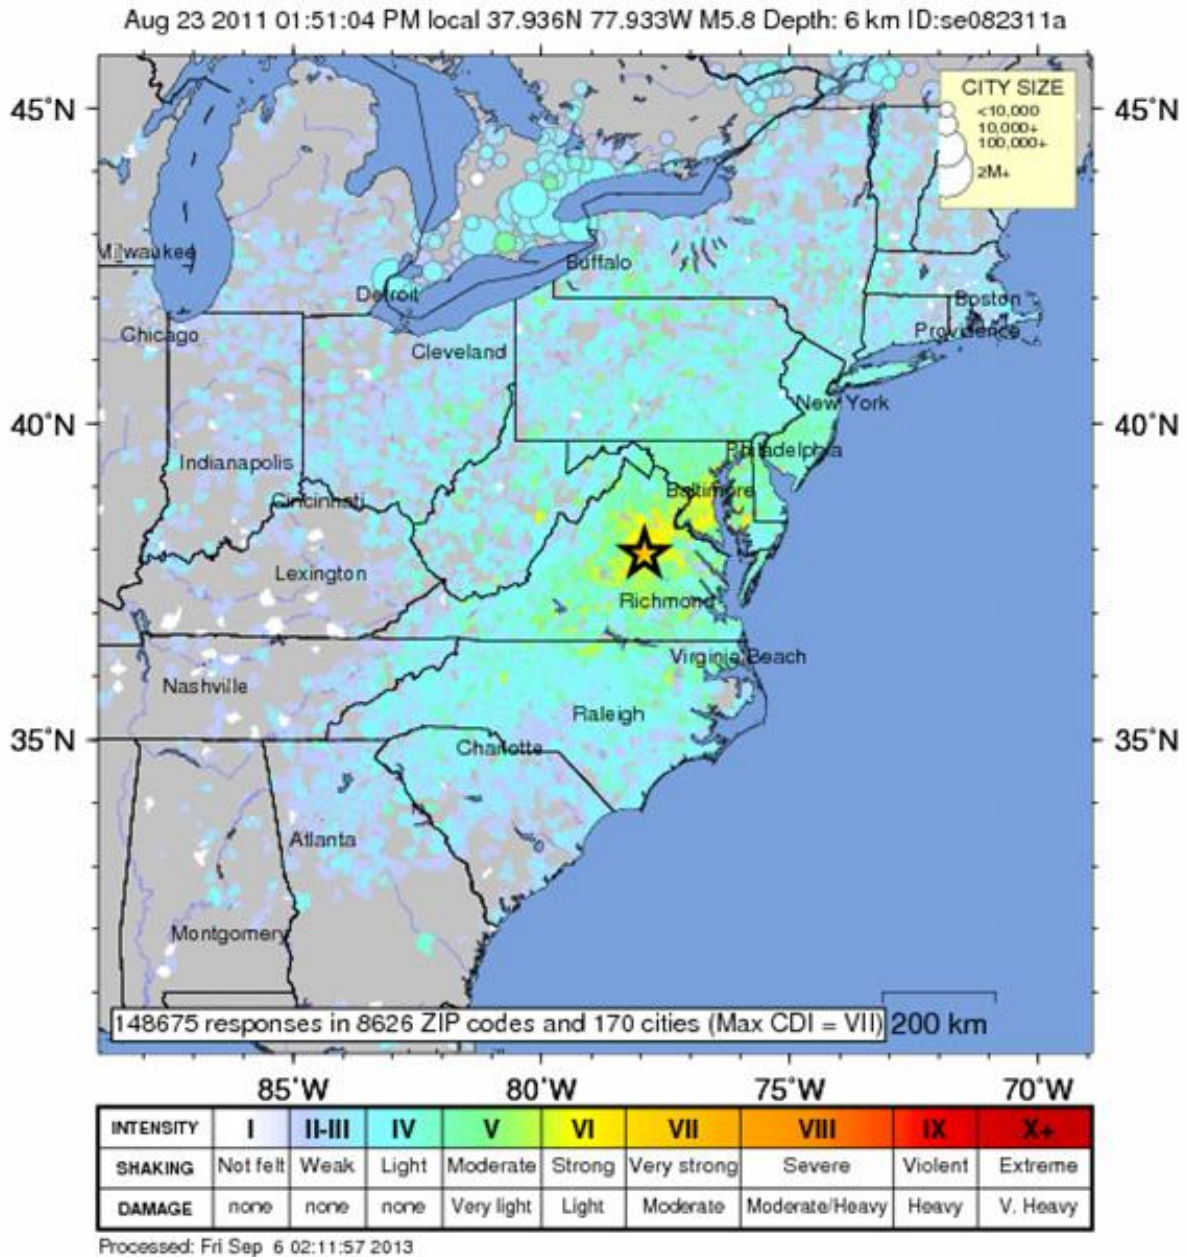 Aug 23 2011 01:51:04 PM local 37.936N 77.933W M5.8 Depth: 6 km ID:se082311a
CITY SIZE
<10,000
10,000+
100,000+
2M+
45˚N
45˚N
Milwaukee
Buffalo
Detroit
Boston
Chicago
Providence
Cleveland
New York
40˚N
40˚N
Philadelphia
Indianapolis
Baltimore
Cincinnati
Lexington
Richmond
Virginia Beach
Nashville
Raleigh
35˚N
35˚N
Charlotte
Atlanta
Montgomery
148675 responses in 8626 ZIP codes and 170 cities (Max CDI = VII)
200 km
85˚W 80˚W 75˚W 70˚W
INTENSITY I II-III IV V VI VII VIII IX X+
SHAKING Not felt Weak Light Moderate Strong Very strong Severe Violent Extreme
DAMAGE none none none Very light Light Moderate Moderate/Heavy Heavy V. Heavy
Processed: Fri Sep 6 02:11:57 2013